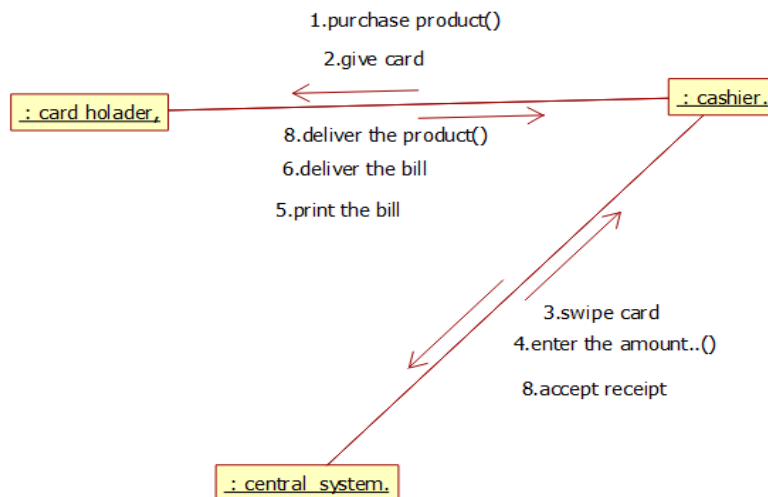 1.purchase product()
2.give card
: card holader,
: cashier.
8.deliver the product()
6.deliver the bill
5.print the bill
3.swipe card
4.enter the amount..()
8.accept receipt
: central system.